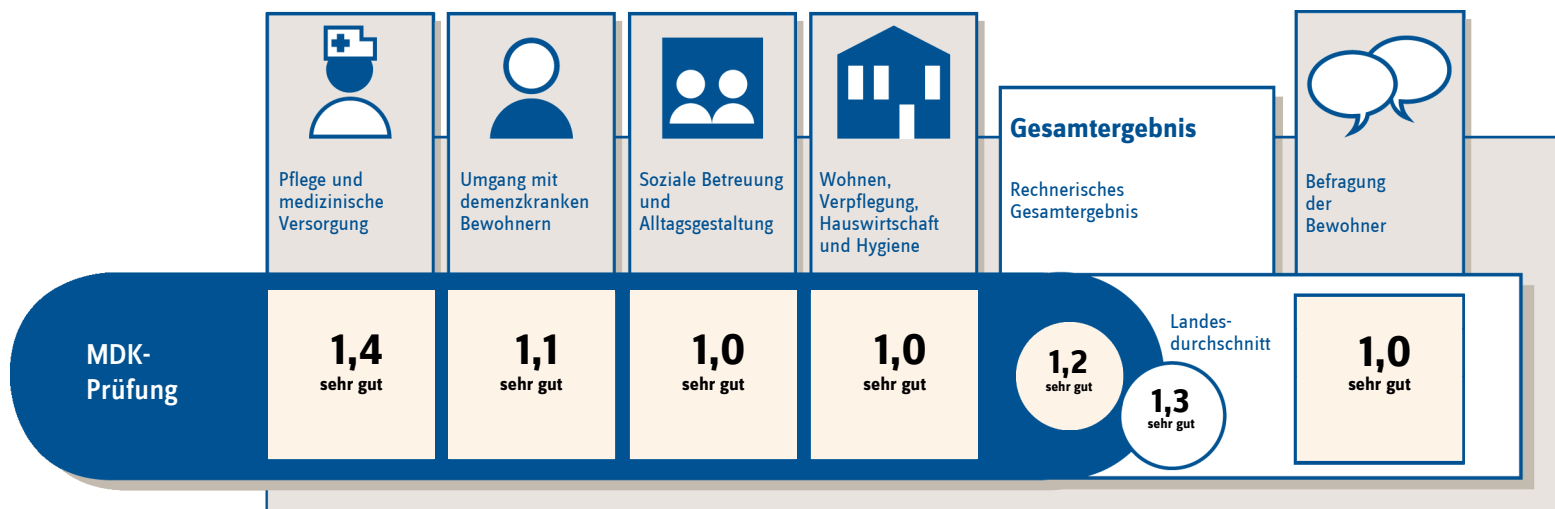 Pflege und
medizinische
Versorgung
Umgang mit
demenzkranken
Bewohnern
Soziale Betreuung
und
Alltagsgestaltung
Wohnen,
Verpflegung,
Hauswirtschaft
und Hygiene
Gesamtergebnis
Rechnerisches
Gesamtergebnis
Befragung
der
Bewohner
MDK-
Prüfung
1,4
sehr gut
1,1
sehr gut
1,0
sehr gut
1,0
sehr gut
1,2
sehr gut
Landes-
durchschnitt
1,3
sehr gut
1,0
sehr gut